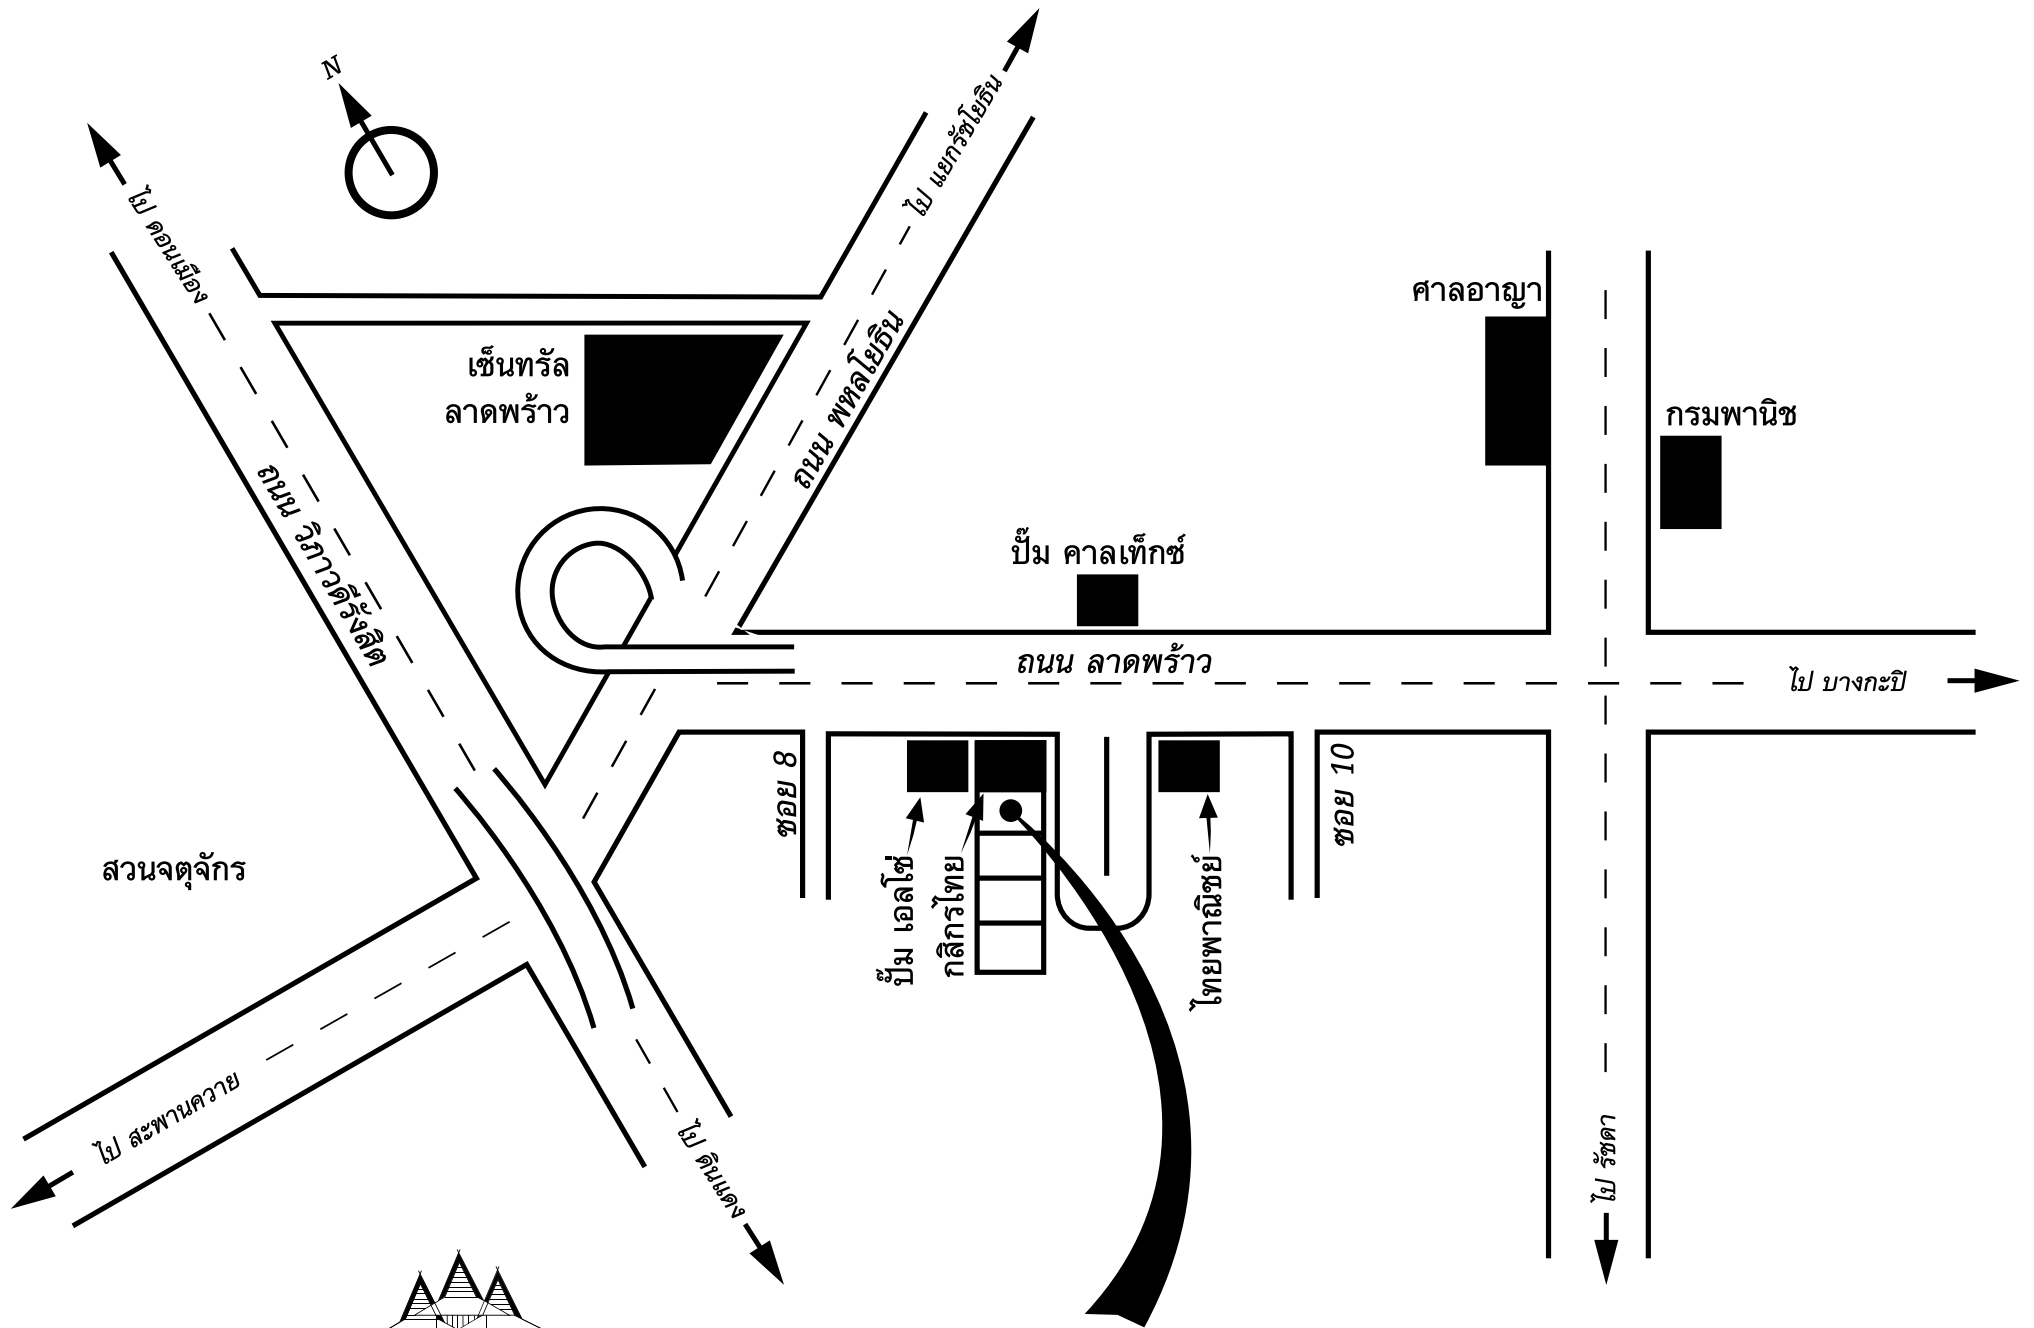 N
ไป ดอนเมือง
ไป แยกรัชโยธิน
ศาลอาญา
เซ็นทรัล
ลาดพร้าว
ถนน พหลโยธิน
กรมพานิช
ถนน วิภาวดีรังสิต
ปั๊ม คาลเท็กซ์
ถนน ลาดพร้าว
ไป บางกะปิ
ซอย 8
ซอย 10
สวนจตุจักร
ปั๊ม เอสโซ่
กสิกรไทย
ไทยพาณิชย์
ไป สะพานควาย
ไป ดินแดง
ไป รัชดา